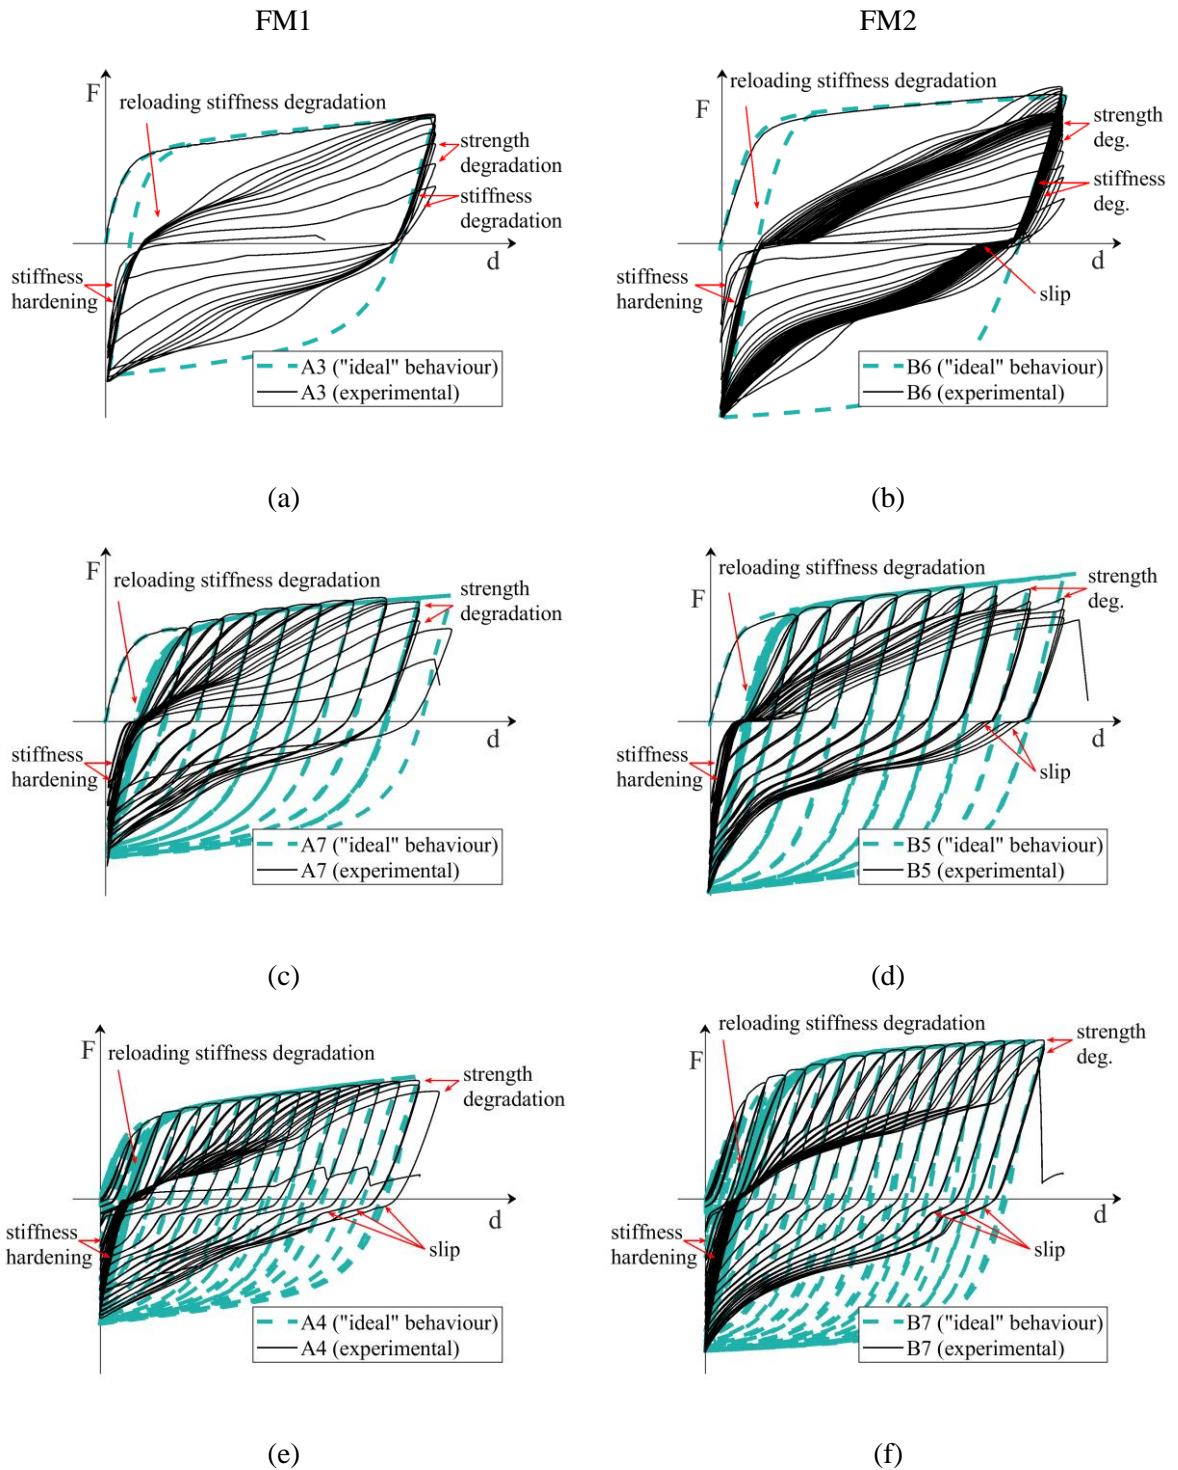 FM1
FM2
F
reloading stiffness degradation
strength
degradation
stiffness
degradation
d
stiffness
hardening
A3 ("ideal" behaviour)
A3 (experimental)
(a)
F
reloading stiffness degradation
strength
deg.
stiffness
deg.
d
stiffness
hardening
slip
B6 ("ideal" behaviour)
B6 (experimental)
(b)
F
reloading stiffness degradation
strength
degradation
d
stiffness
hardening
A7 ("ideal" behaviour)
A7 (experimental)
(c)
F
reloading stiffness degradation
strength
deg.
d
stiffness
hardening
slip
B5 ("ideal" behaviour)
B5 (experimental)
(d)
F
reloading stiffness degradation
strength
degradation
d
stiffness
hardening
slip
A4 ("ideal" behaviour)
A4 (experimental)
(e)
F
reloading stiffness degradation
strength
deg.
d
stiffness
hardening
slip
B7 ("ideal" behaviour)
B7 (experimental)
(f)